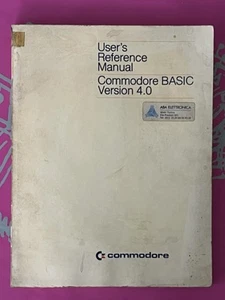 User's
Reference
Manual
Commodore BASIC
Version 4.0
ABA ELETTRONICA
commodore